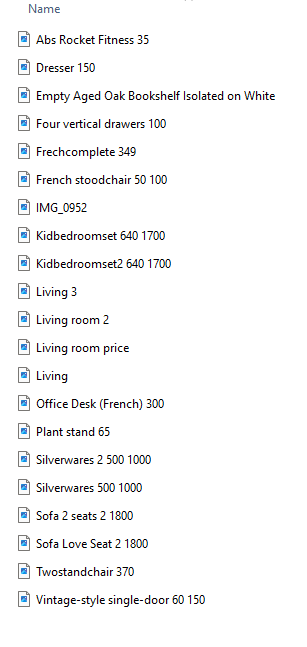 Name
Abs Rocket Fitness 35
Dresser 150
Empty Aged Oak Bookshelf Isolated on White
Four vertical drawers 100
Frechcomplete 349
French stoodchair 50 100
IMG_0952
Kidbedroomset 640 1700
Kidbedroomset2 640 1700
Living 3
Living room 2
Living room price
Living
Office Desk (French) 300
Plant stand 65
Silverwares 2 500 1000
Silverwares 500 1000
Sofa 2 seats 2 1800
Sofa Love Seat 2 1800
Twostandchair 370
Vintage-style single-door 60 150